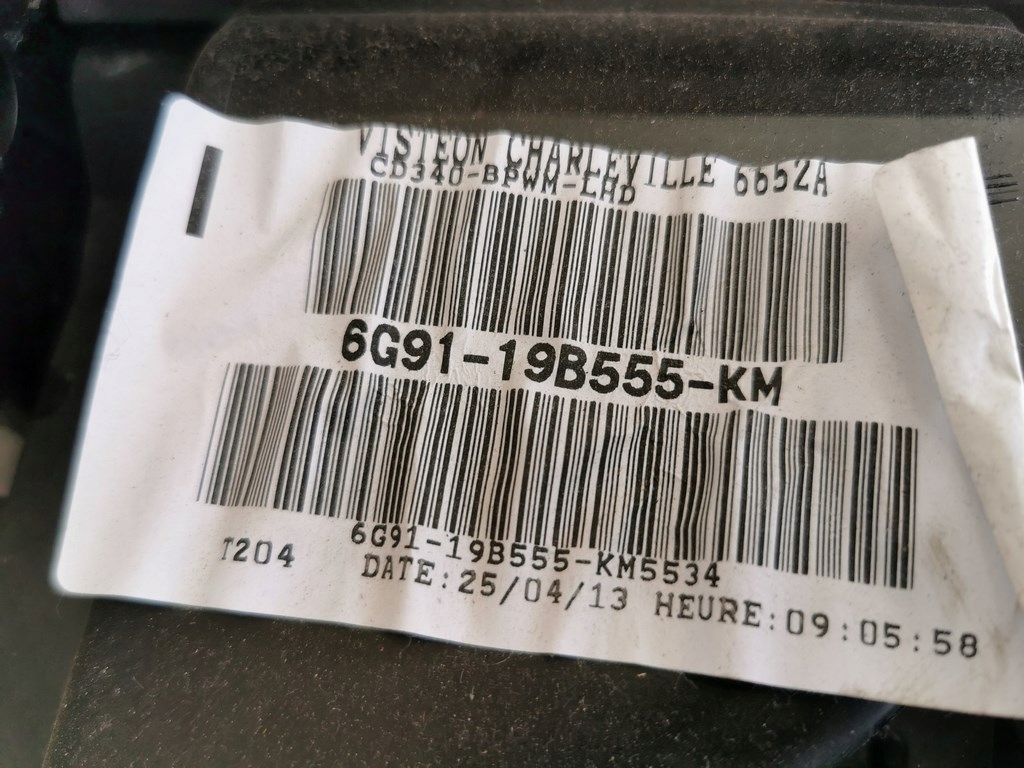 VISTEON CHARLEVILLE 6652A
CD340-BPWM-LHD
6G91-19B555-KM
6G91-19B555-KM5534
T204
DATE:25/04/13 HEURE:09:05:58